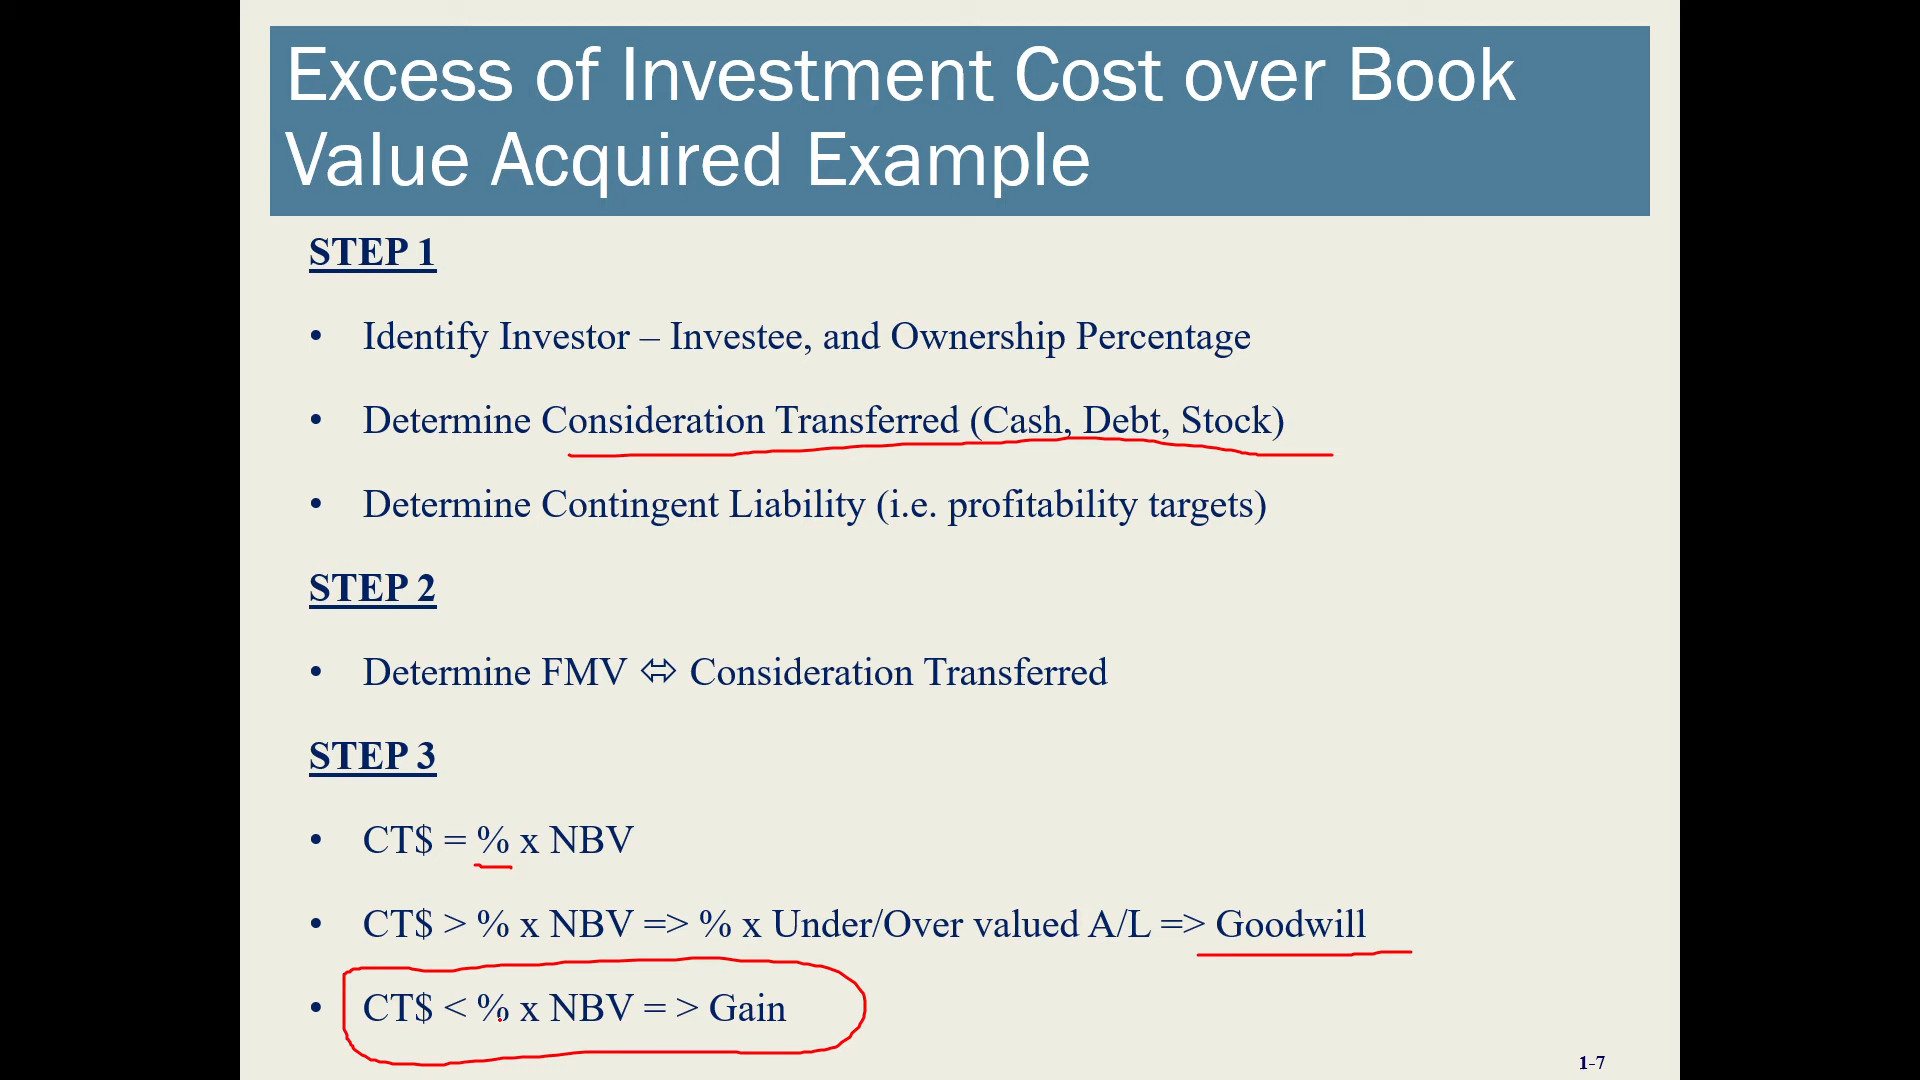 Excess of Investment Cost over Book
Value Acquired Example
STEP 1
• Identify Investor – Investee, and Ownership Percentage
• Determine Consideration Transferred (Cash, Debt, Stock)
• Determine Contingent Liability (i.e. profitability targets)
STEP 2
• Determine FMV ⬄ Consideration Transferred
STEP 3
• CT$ = % x NBV
• CT$ > % x NBV => % x Under/Over valued A/L => Goodwill
• CT$ < % x NBV = > Gain
1-7